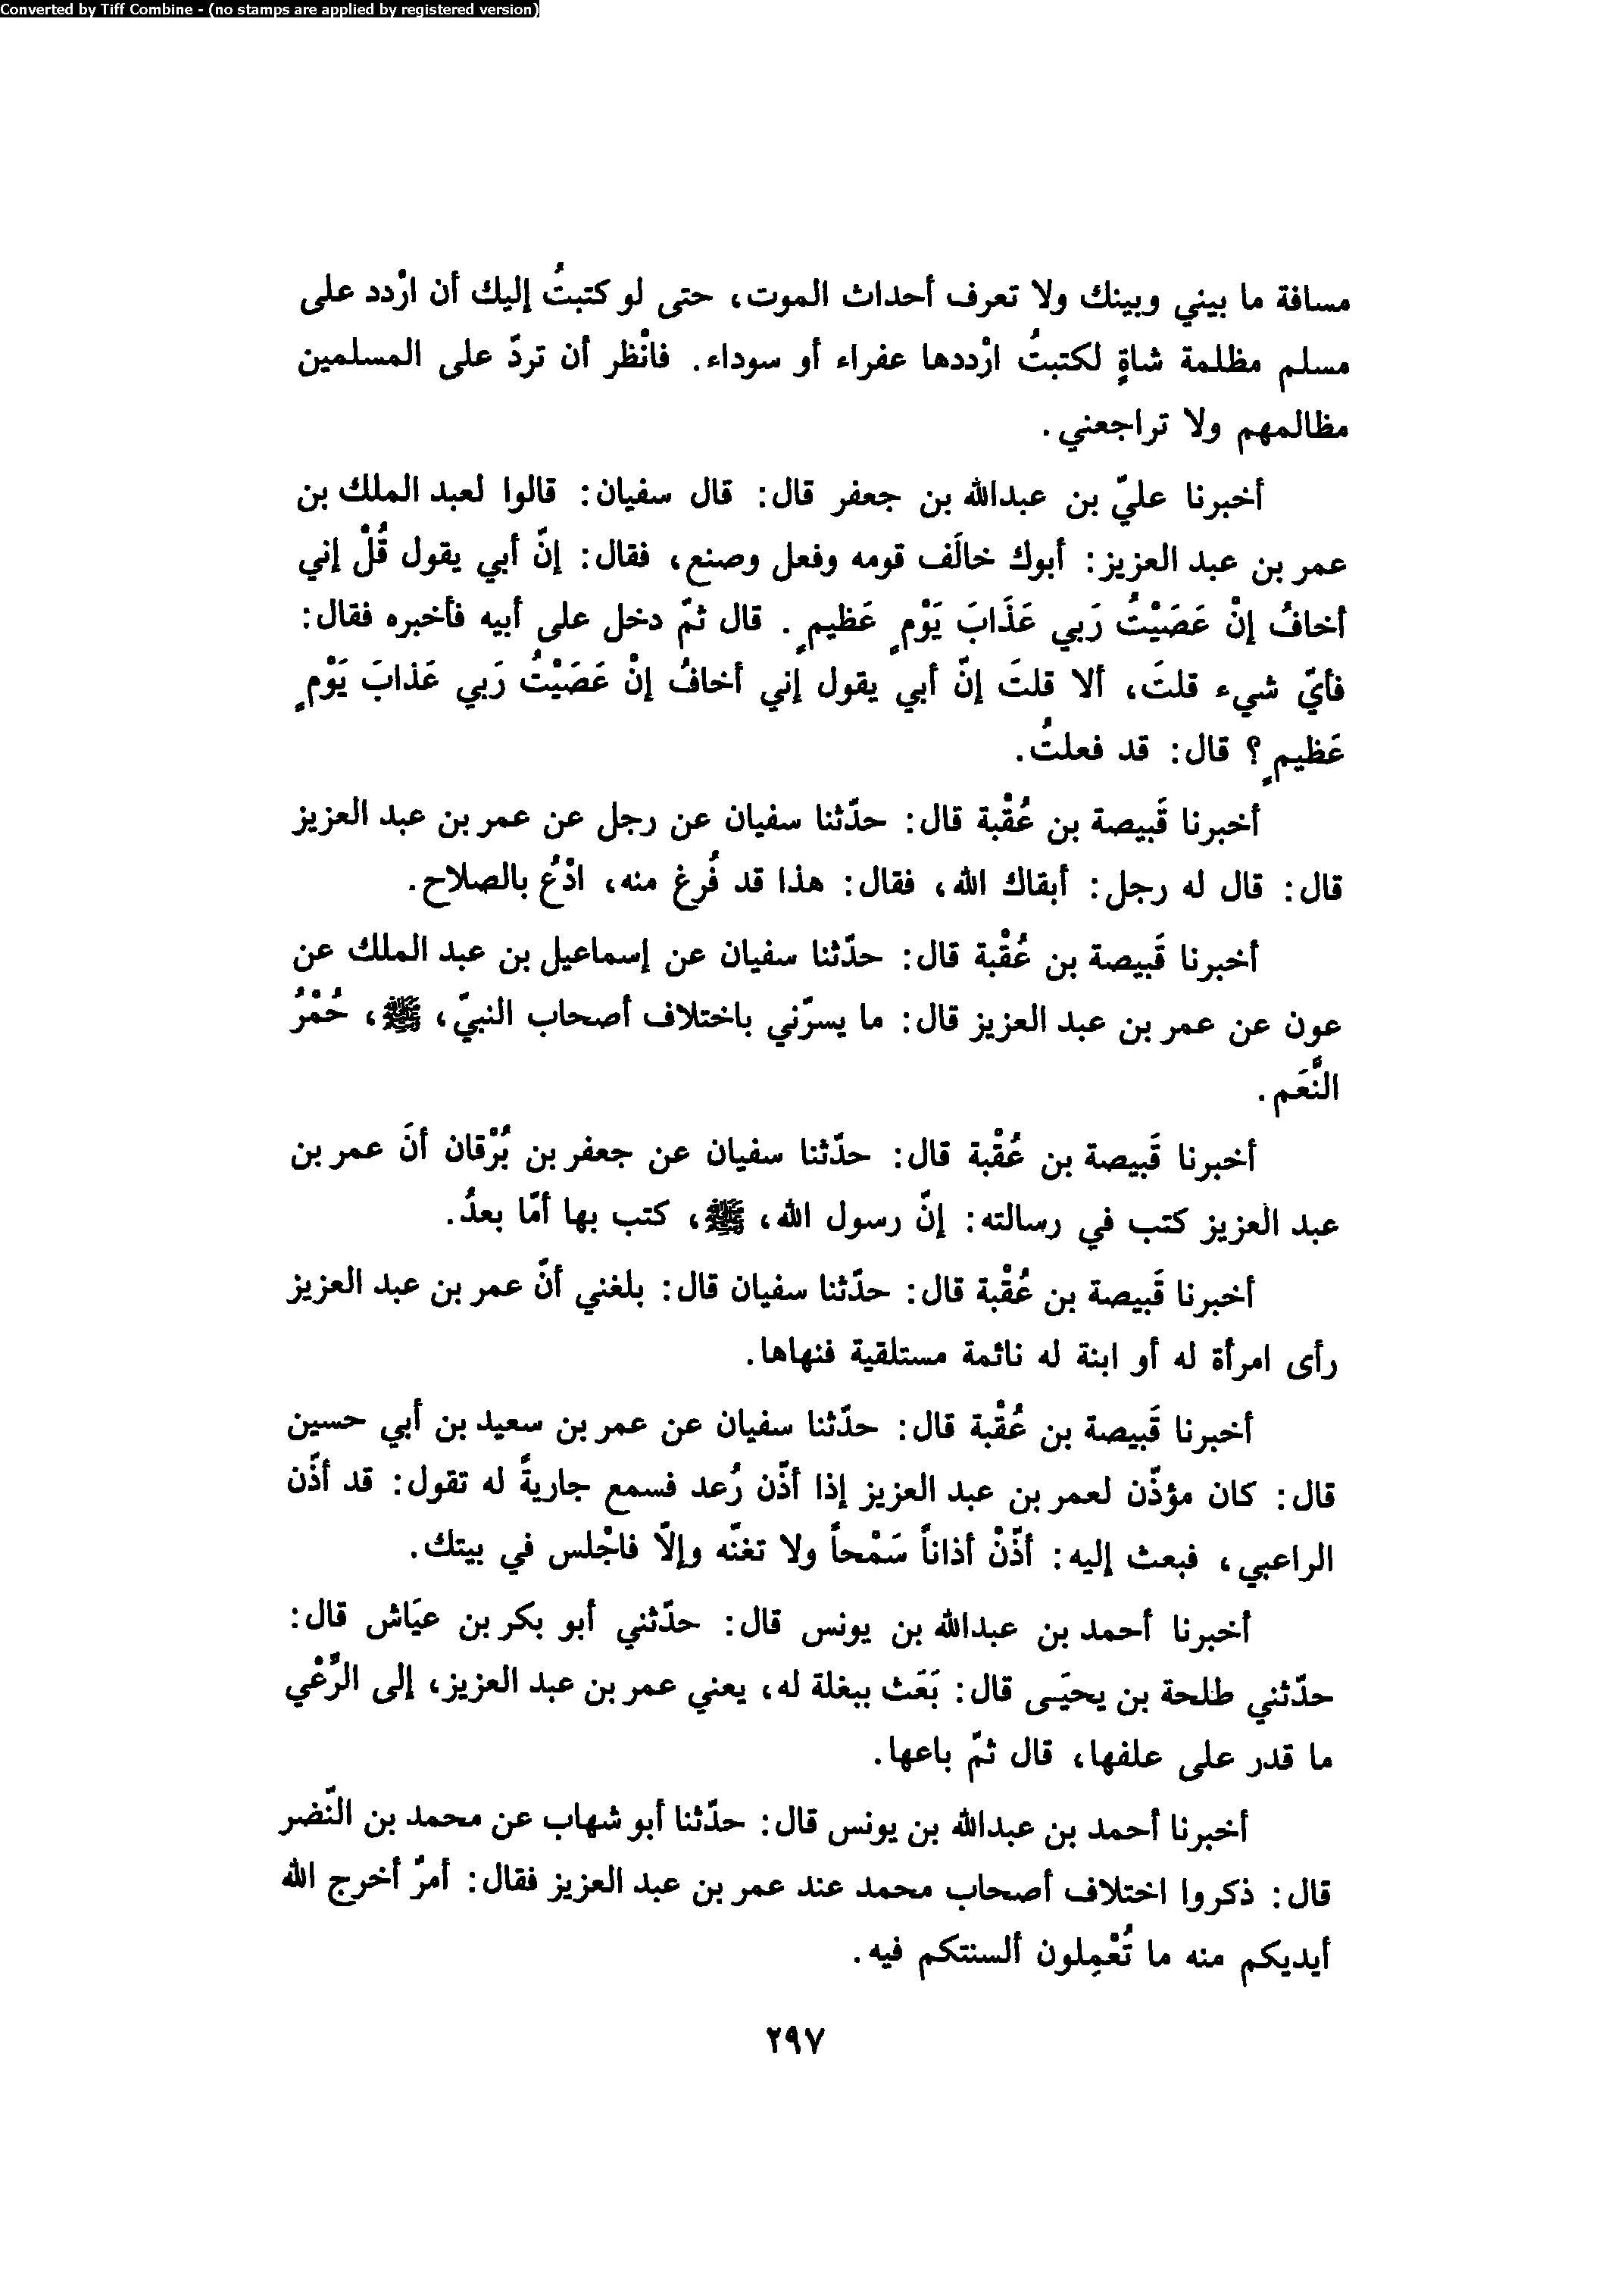 Converted by Tiff Combine - (no stamps are applied by registered version)
مسافة ما بيني وبينك ولا تعرف أحداث الموت، حتى لو كتبتُ إليك أن ارْدد على
مسلم مظلمة شاةٍ لكتبتُ ارْددها عفراء أو سوداء. فانْظر أن تردّ على المسلمين
مظالمهم ولا تراجعني.
أخبرنا عليّ بن عبدالله بن جعفر قال: قال سفيان: قالوا لعبد الملك بن
عمر بن عبد العزيز: أبوك خالَف قومه وفعل وصنع، فقال: إنّ أبي يقول قُلْ إني
أخافُ إنْ عَصَيْتُ رَبي عَذَابَ يَوْمٍ عَظيمٍ. قال ثمّ دخل على أبيه فأخبره فقال:
فأيّ شيء قلتَ، ألا قلتَ إنّ أبي يقول إني أخافُ إنْ عَصَيْتُ رَبي عَذابَ يَوْمٍ
عَظيمٍ؟ قال: قد فعلتُ.
أخبرنا قَبيصة بن عُقْبة قال: حدّثنا سفيان عن رجل عن عمر بن عبد العزيز
قال: قال له رجل: أبقاك الله، فقال: هذا قد فُرغ منه، ادْعُ بالصلاح.
أخبرنا قَبيصة بن عُقْبة قال: حدّثنا سفيان عن إسماعيل بن عبد الملك عن
عون عن عمر بن عبد العزيز قال: ما يسرّني باختلاف أصحاب النبيّ، ﷺ، حُمْرُ
النَّعَم.
أخبرنا قَبيصة بن عُقْبة قال: حدّثنا سفيان عن جعفر بن بُرْقان أنّ عمر بن
عبد العزيز كتب في رسالته: إنّ رسول الله، ﷺ، كتب بها أمّا بعدُ.
أخبرنا قَبيصة بن عُقْبة قال: حدّثنا سفيان قال: بلغني أنّ عمر بن عبد العزيز
رأى امرأة له أو ابنة له نائمة مستلقية فنهاها.
أخبرنا قَبيصة بن عُقْبة قال: حدّثنا سفيان عن عمر بن سعيد بن أبي حسين
قال: كان مؤذّن لعمر بن عبد العزيز إذا أذّن رُعد فسمع جاريةً له تقول: قد أذّن
الراعبي، فبعث إليه: أذّنْ أذاناً سَمْحاً ولا تغنّه وإلّا فاجْلس في بيتك.
أخبرنا أحمد بن عبدالله بن يونس قال: حدّثني أبو بكر بن عيّاش قال:
حدّثني طلحة بن يحيَى قال: بَعَث ببغلة له، يعني عمر بن عبد العزيز، إلى الرَّعْي
ما قدر على علفها، قال ثمّ باعها.
أخبرنا أحمد بن عبدالله بن يونس قال: حدّثنا أبو شهاب عن محمد بن النّضر
قال: ذكروا اختلاف أصحاب محمد عند عمر بن عبد العزيز فقال: أمرٌ أخرج الله
أيديكم منه ما تُعْمِلون ألسنتكم فيه.
٢٩٧